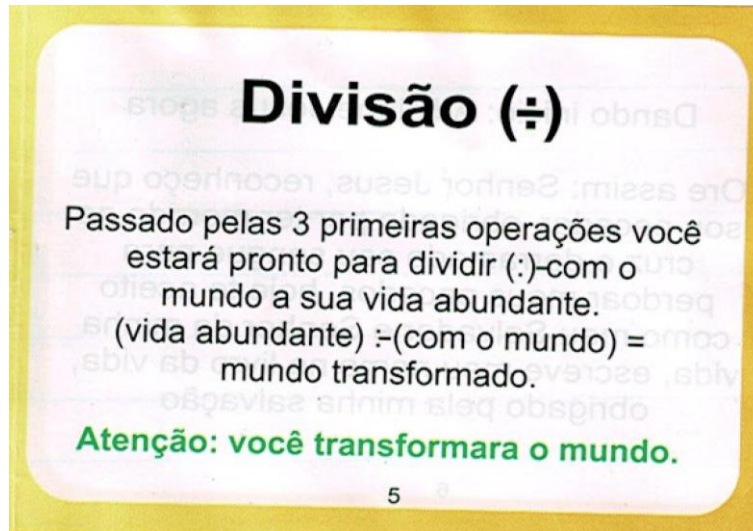 Divisão (÷)
Passado pelas 3 primeiras operações você
estará pronto para dividir (:)-com o
mundo a sua vida abundante.
(vida abundante) :-(com o mundo) =
mundo transformado.
Atenção: você transformara o mundo.
5